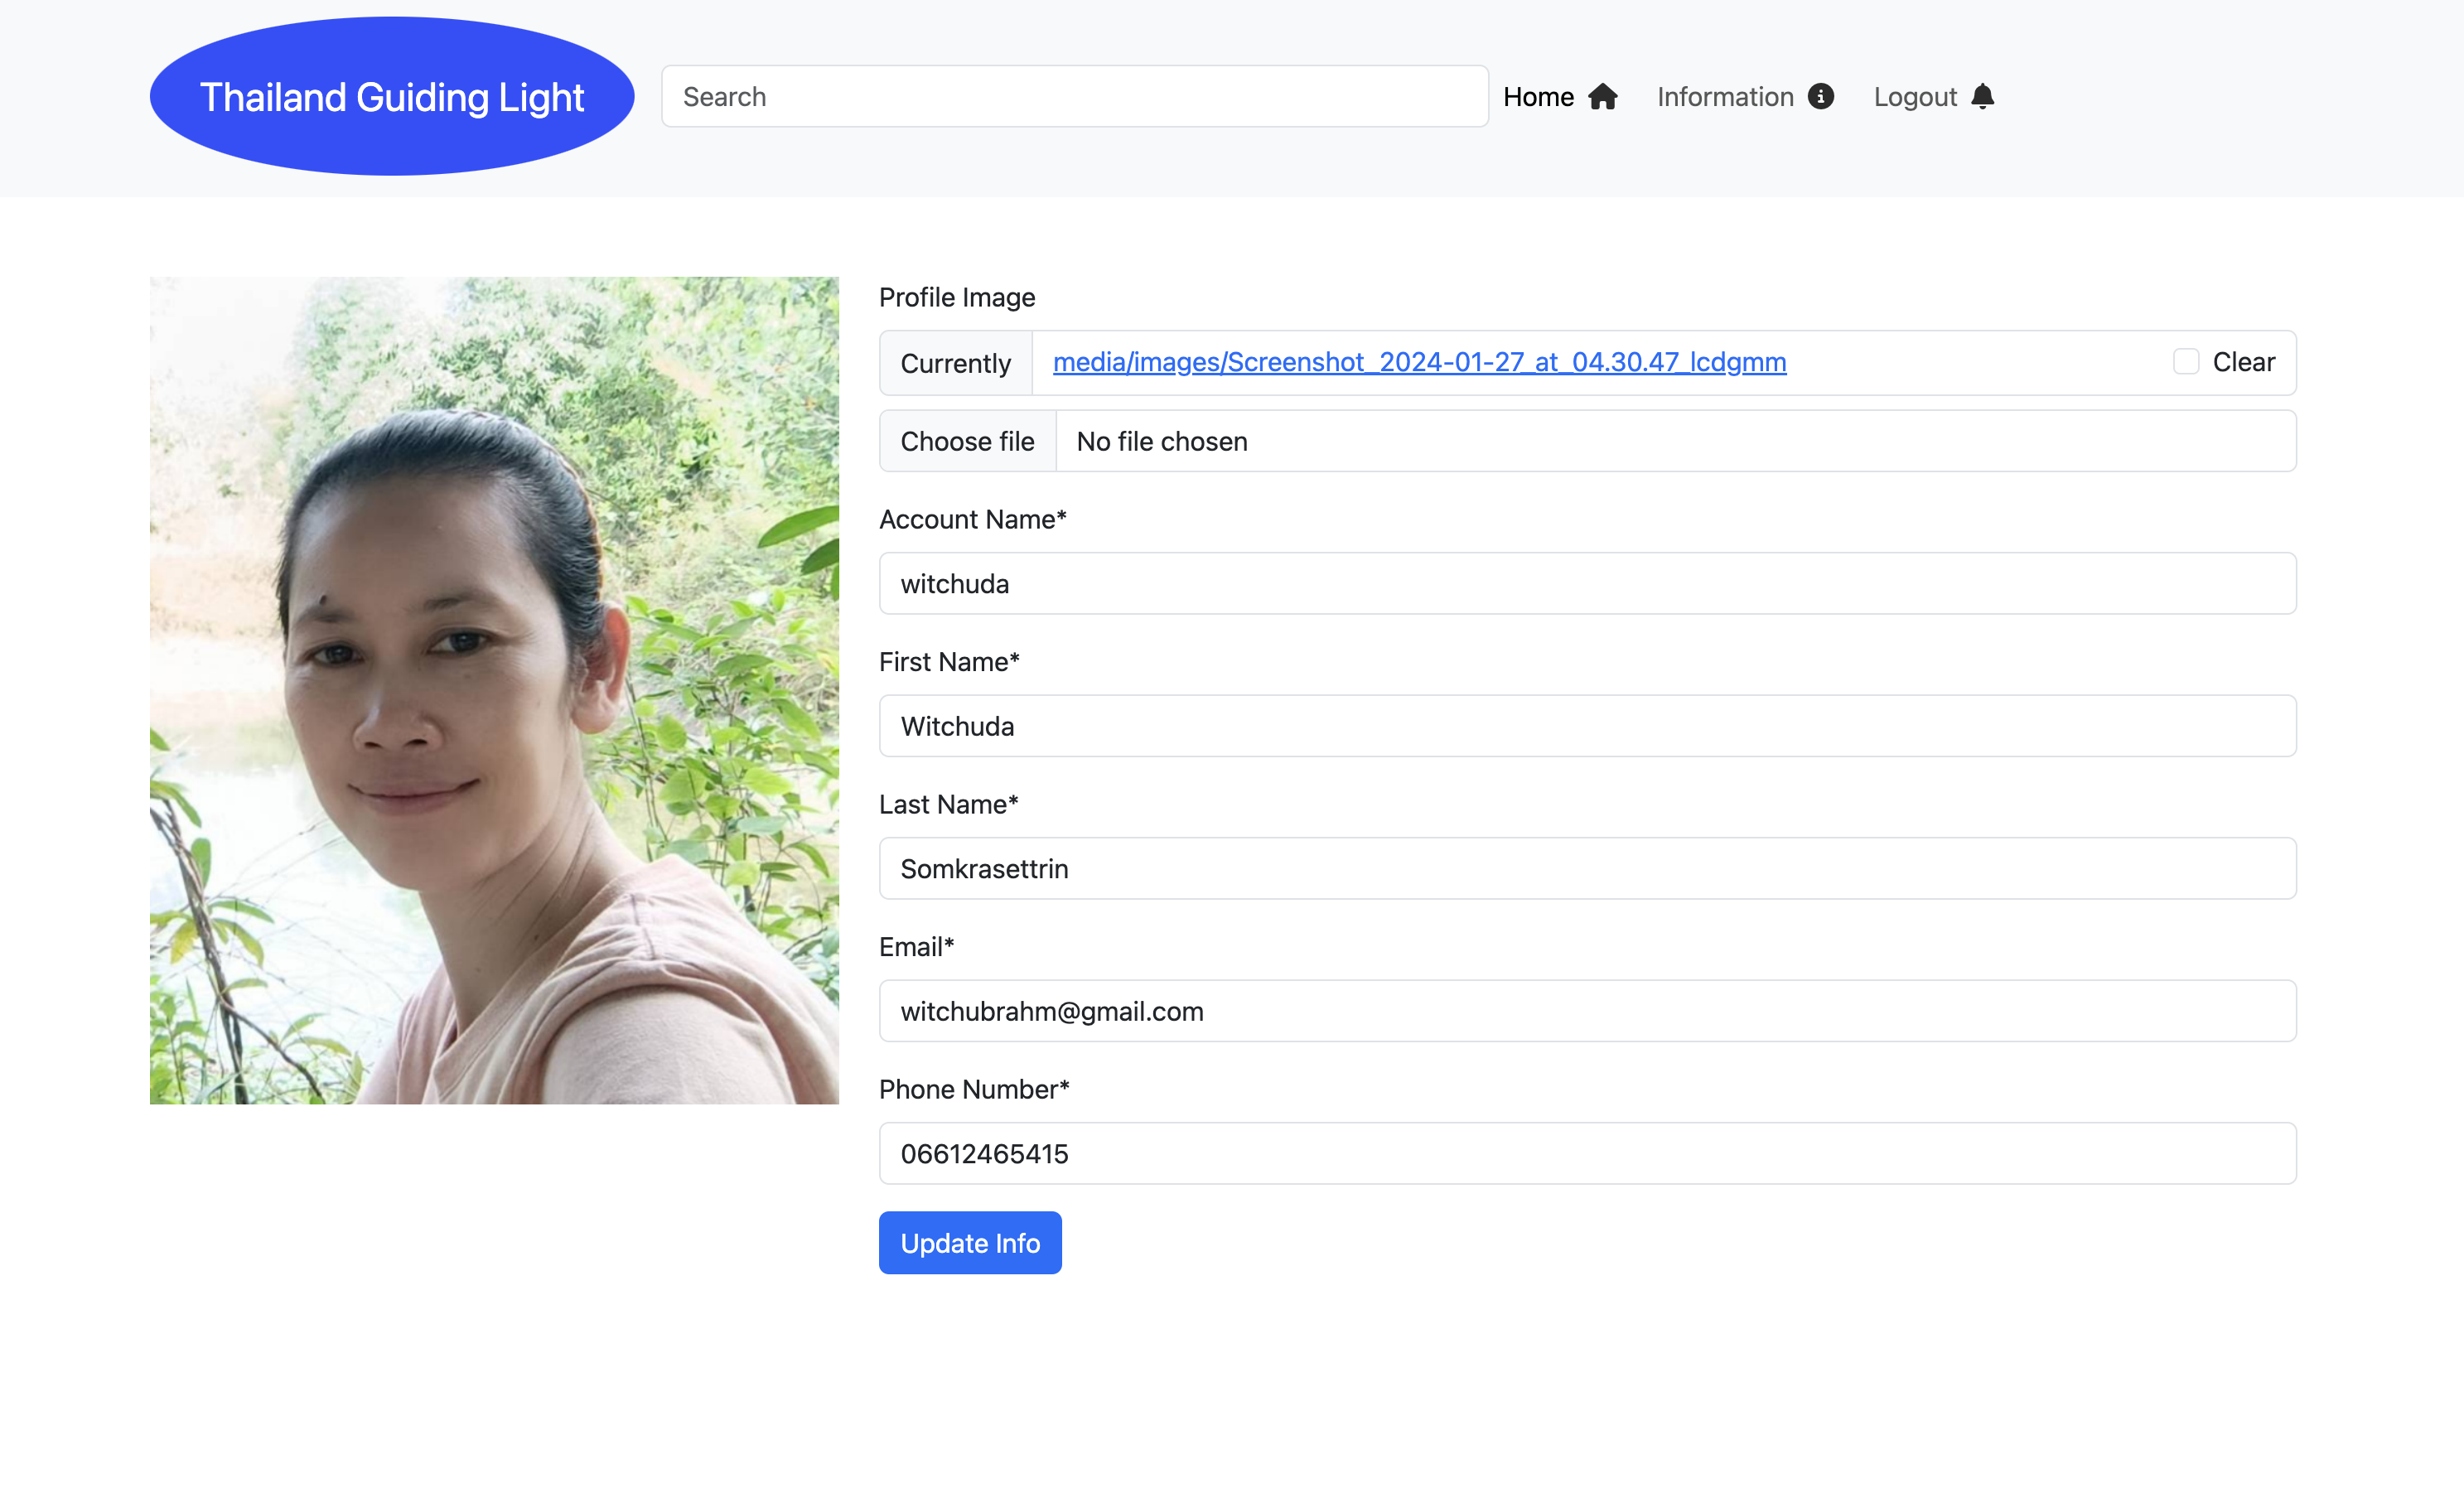 Thailand Guiding Light
Search
Home
Information
Logout
Profile Image
Currently media/images/Screenshot_2024-01-27_at_04.30.47_lcdgmm Clear
Choose file No file chosen
Account Name*
witchuda
First Name*
Witchuda
Last Name*
Somkrasettrin
Email*
witchubrahm@gmail.com
Phone Number*
06612465415
Update Info